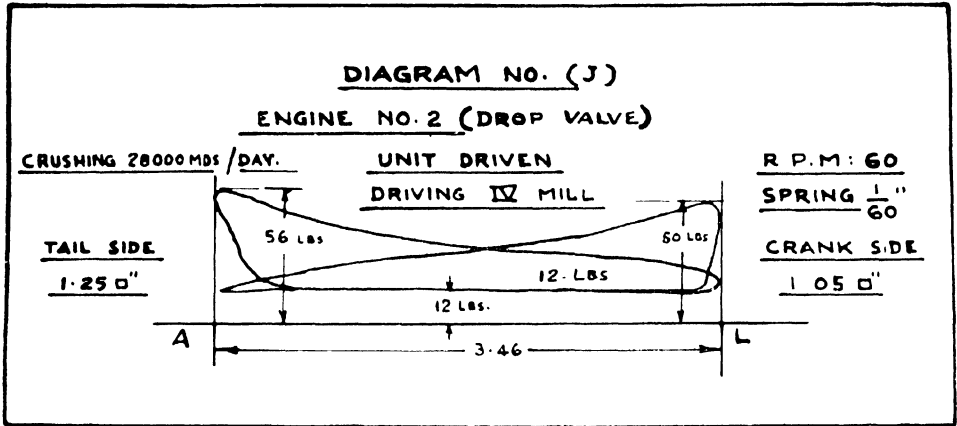 DIAGRAM NO. (J)
ENGINE NO. 2 (DROP VALVE)
CRUSHING 28000 MDS / DAY.
UNIT DRIVEN
DRIVING IV MILL
R P.M: 60
SPRING 1/60"
TAIL SIDE
1·25 □"
56 LBS
50 LBS
CRANK SIDE
1 05 □"
12. LBS
12 LBS.
A
L
3·46